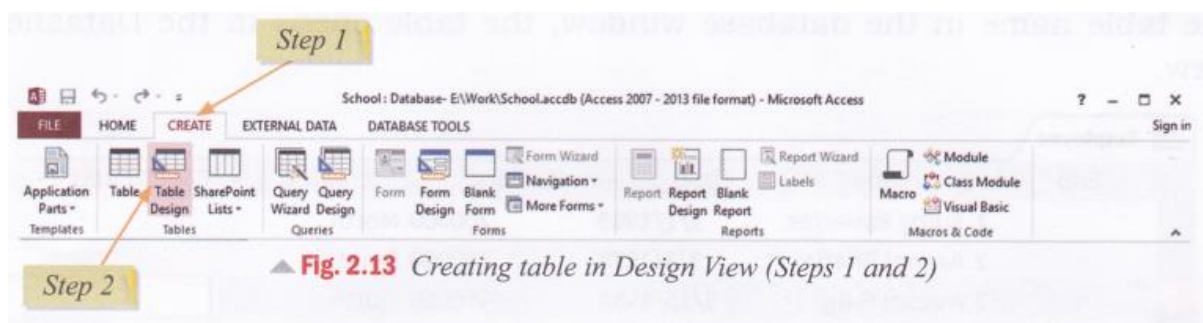 Step 1
School : Database- E:\Work\School.accdb (Access 2007 - 2013 file format) - Microsoft Access
? – □ ×
FILE HOME CREATE EXTERNAL DATA DATABASE TOOLS Sign in
Application Parts Table Table Design SharePoint Lists Query Wizard Query Design Form Form Design Blank Form Form Wizard Navigation More Forms Report Report Design Blank Report Report Wizard Labels Macro Module Class Module Visual Basic
Templates Tables Queries Forms Reports Macros & Code
Step 2
Fig. 2.13 Creating table in Design View (Steps 1 and 2)